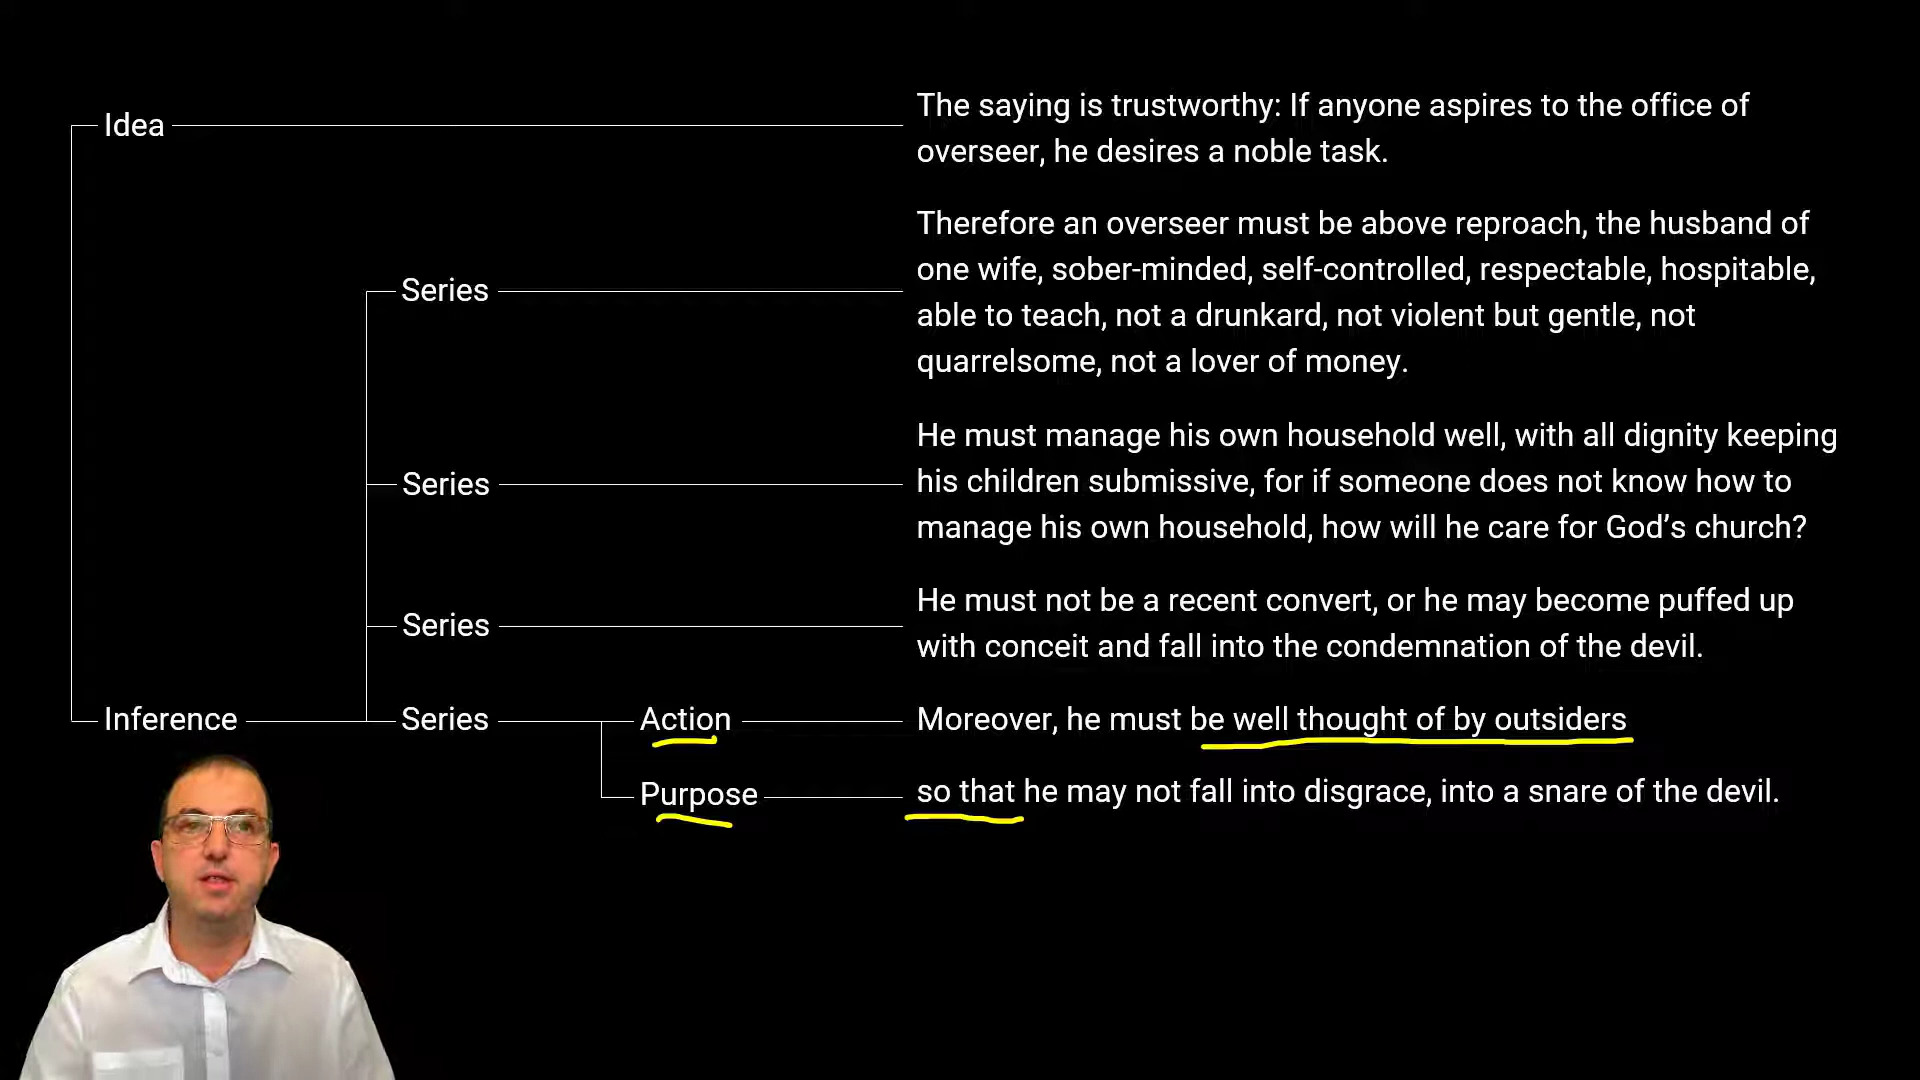 Idea
The saying is trustworthy: If anyone aspires to the office of
overseer, he desires a noble task.
Series
Therefore an overseer must be above reproach, the husband of
one wife, sober-minded, self-controlled, respectable, hospitable,
able to teach, not a drunkard, not violent but gentle, not
quarrelsome, not a lover of money.
Series
He must manage his own household well, with all dignity keeping
his children submissive, for if someone does not know how to
manage his own household, how will he care for God’s church?
Series
He must not be a recent convert, or he may become puffed up
with conceit and fall into the condemnation of the devil.
Inference
Series
Action
Moreover, he must be well thought of by outsiders
Purpose
so that he may not fall into disgrace, into a snare of the devil.